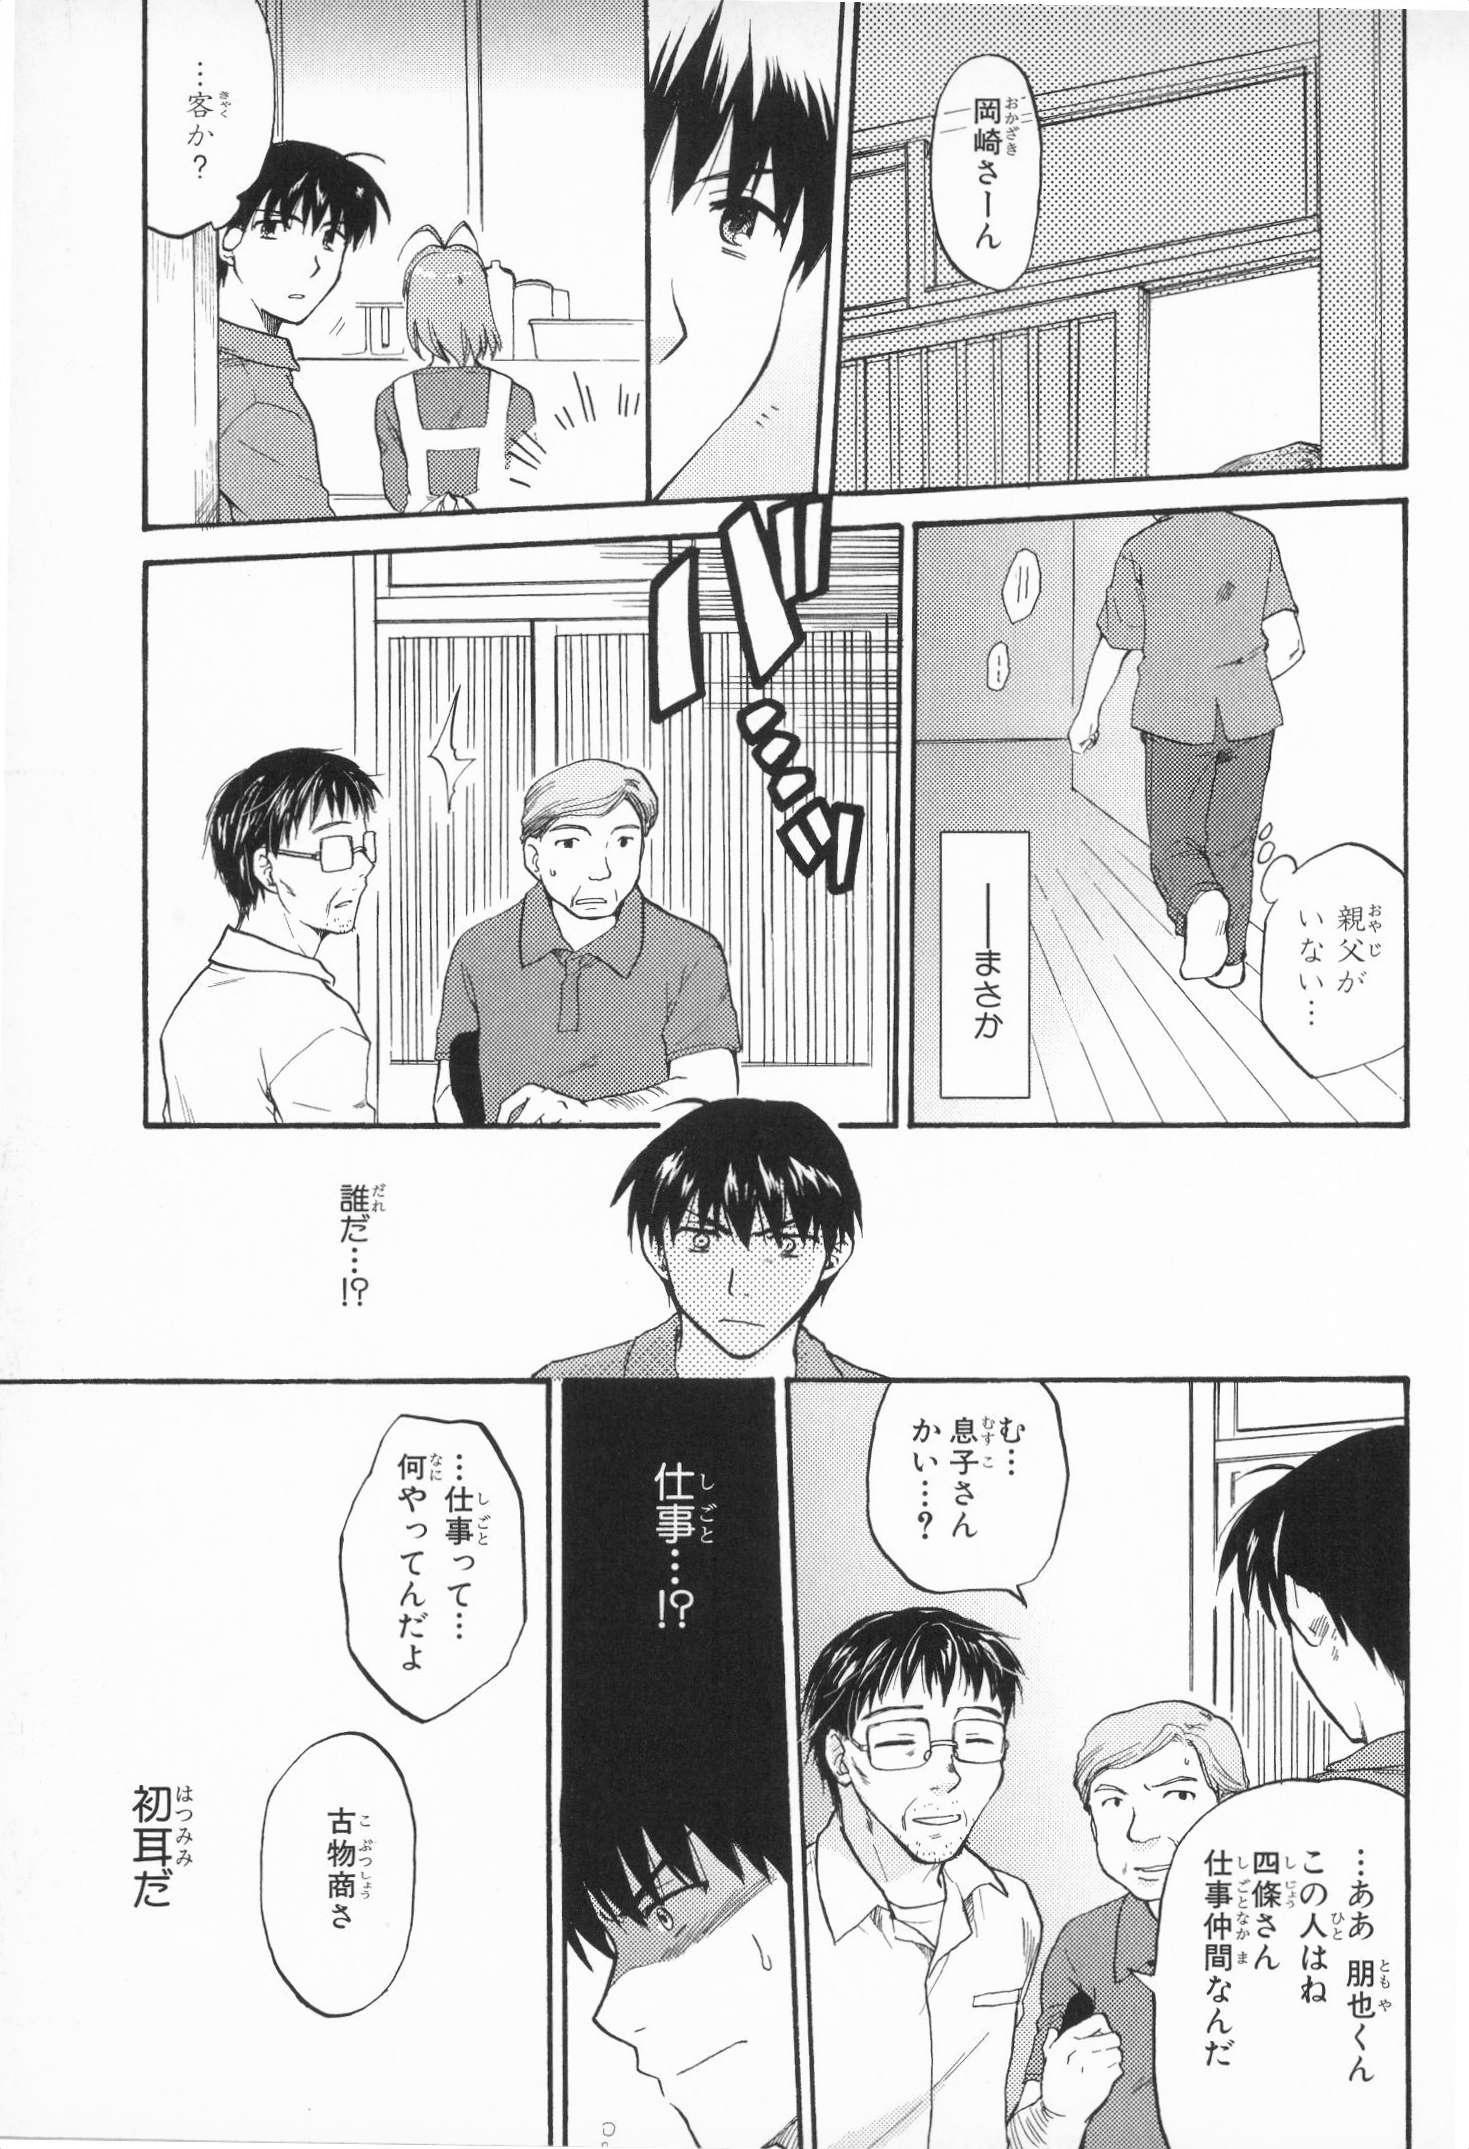 岡崎さーん
…客か？
親父が
いない…
――まさか
バンッ
誰だ…!?
む…
息子さん
かい…？
…ああ 朋也くん
この人はね
四條さん
仕事仲間なんだ
仕事…!?
…仕事って…
何やってんだよ
古物商さ
初耳だ